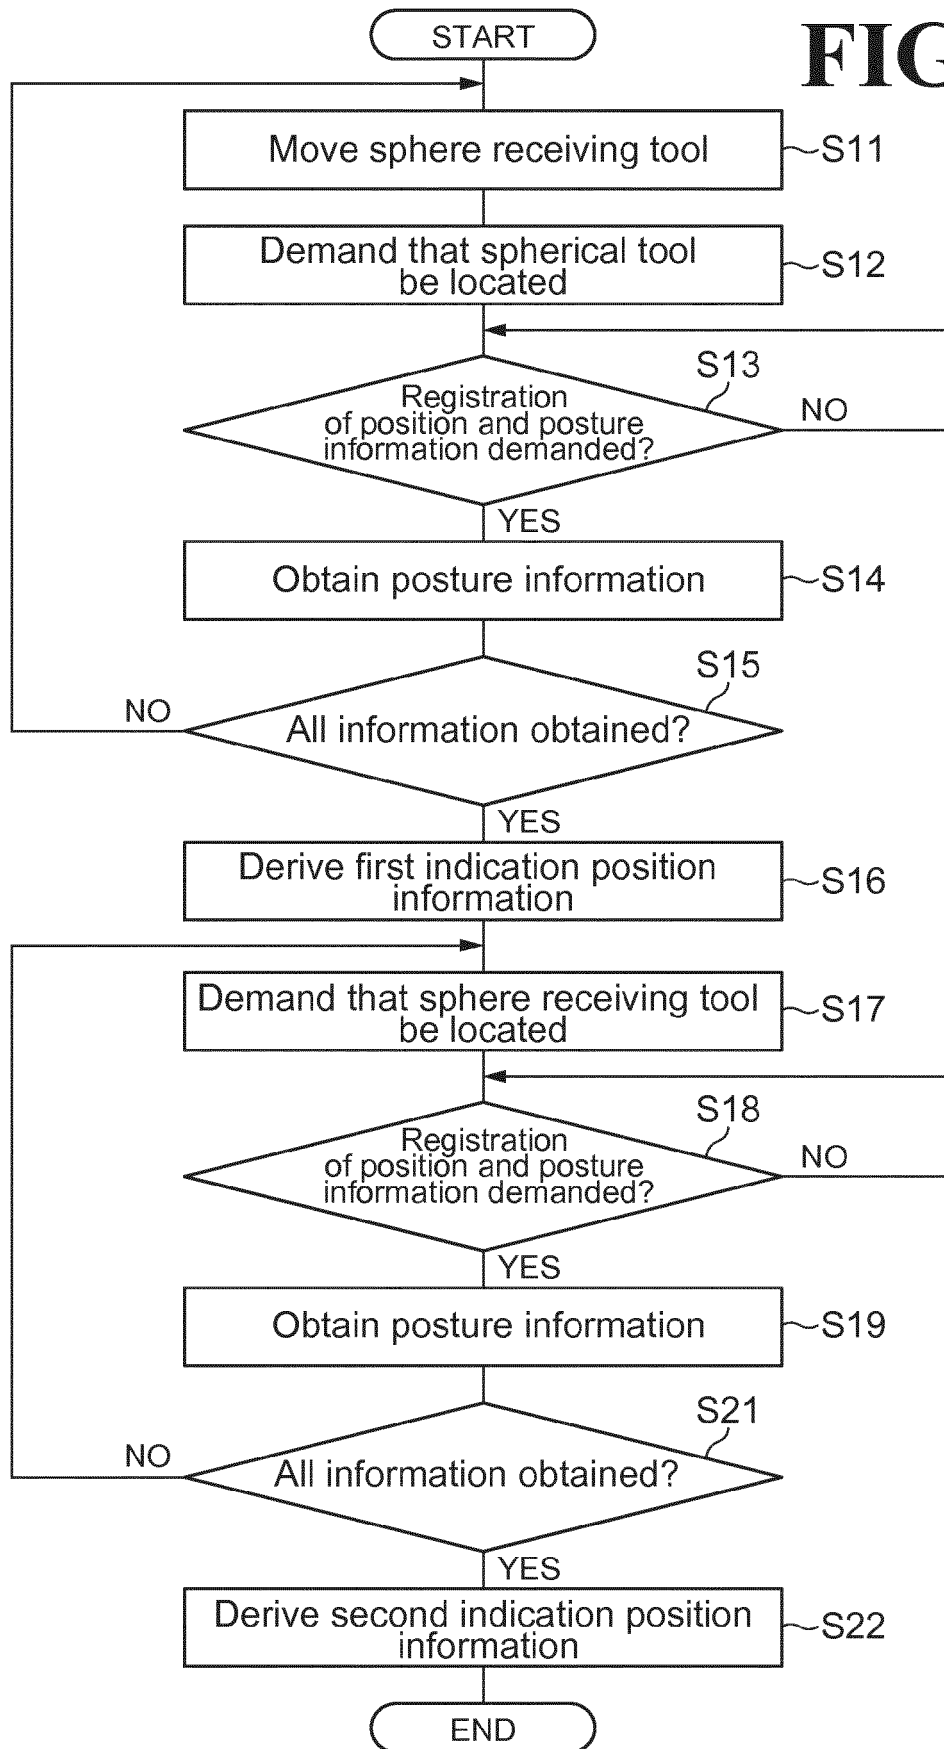 START
FIG
Move sphere receiving tool
S11
Demand that spherical tool
be located
S12
S13
Registration
of position and posture
information demanded?
NO
YES
Obtain posture information
S14
S15
NO
All information obtained?
YES
Derive first indication position
information
S16
Demand that sphere receiving tool
be located
S17
S18
Registration
of position and posture
information demanded?
NO
YES
Obtain posture information
S19
S21
NO
All information obtained?
YES
Derive second indication position
information
S22
END